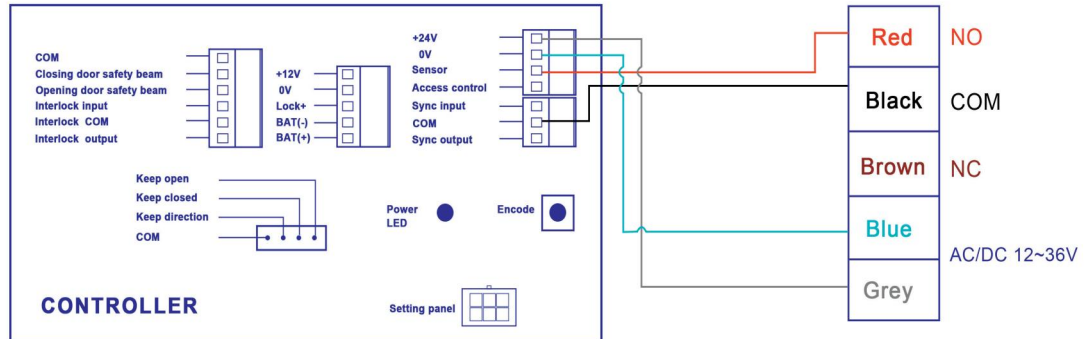 COM
Closing door safety beam
Opening door safety beam
Interlock input
Interlock COM
Interlock output
+12V
0V
Lock+
BAT(-)
BAT(+)
+24V
0V
Sensor
Access control
Sync input
COM
Sync output
Keep open
Keep closed
Keep direction
COM
Power
LED
Encode
CONTROLLER
Setting panel
Red NO
Black COM
Brown NC
Blue
AC/DC 12~36V
Grey